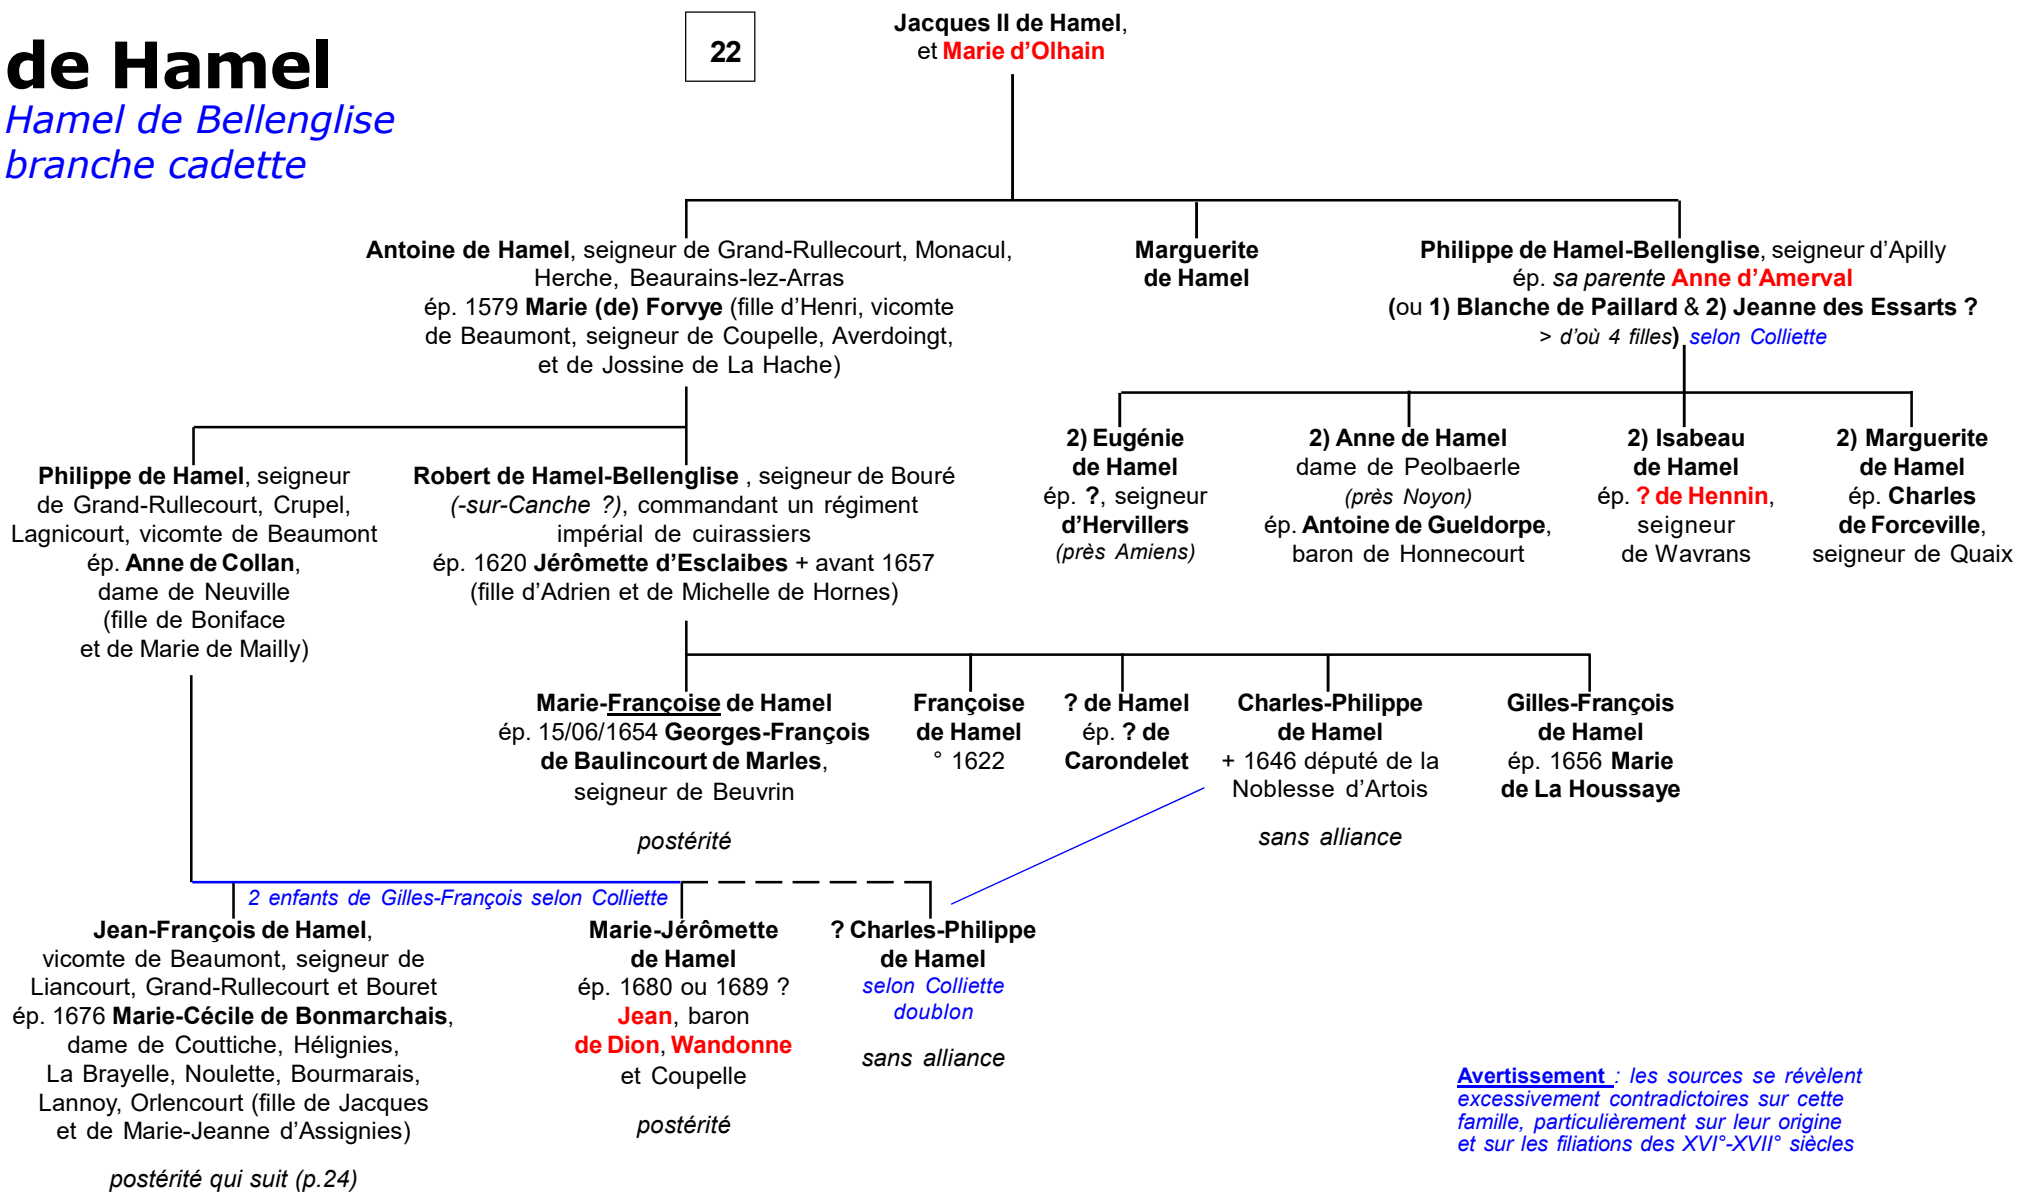 de Hamel
Hamel de Bellenglise
branche cadette
22
Jacques II de Hamel,
et Marie d’Olhain
Antoine de Hamel, seigneur de Grand-Rullecourt, Monacul,
Herche, Beaurains-lez-Arras
ép. 1579 Marie (de) Forvye (fille d’Henri, vicomte
de Beaumont, seigneur de Coupelle, Averdoingt,
et de Jossine de La Hache)
Marguerite
de Hamel
Philippe de Hamel-Bellenglise, seigneur d’Apilly
ép. sa parente Anne d’Amerval
(ou 1) Blanche de Paillard & 2) Jeanne des Essarts ?
> d’où 4 filles) selon Colliette
Philippe de Hamel, seigneur
de Grand-Rullecourt, Crupel,
Lagnicourt, vicomte de Beaumont
ép. Anne de Collan,
dame de Neuville
(fille de Boniface
et de Marie de Mailly)
Robert de Hamel-Bellenglise , seigneur de Bouré
(-sur-Canche ?), commandant un régiment
impérial de cuirassiers
ép. 1620 Jérômette d’Esclaibes + avant 1657
(fille d’Adrien et de Michelle de Hornes)
2) Eugénie
de Hamel
ép. ?, seigneur
d’Hervillers
(près Amiens)
2) Anne de Hamel
dame de Peolbaerle
(près Noyon)
ép. Antoine de Gueldorpe,
baron de Honnecourt
2) Isabeau
de Hamel
ép. ? de Hennin,
seigneur
de Wavrans
2) Marguerite
de Hamel
ép. Charles
de Forceville,
seigneur de Quaix
Marie-Françoise de Hamel
ép. 15/06/1654 Georges-François
de Baulincourt de Marles,
seigneur de Beuvrin
postérité
Françoise
de Hamel
° 1622
? de Hamel
ép. ? de
Carondelet
Charles-Philippe
de Hamel
+ 1646 député de la
Noblesse d’Artois
sans alliance
Gilles-François
de Hamel
ép. 1656 Marie
de La Houssaye
2 enfants de Gilles-François selon Colliette
Jean-François de Hamel,
vicomte de Beaumont, seigneur de
Liancourt, Grand-Rullecourt et Bouret
ép. 1676 Marie-Cécile de Bonmarchais,
dame de Couttiche, Hélignies,
La Brayelle, Noulette, Bourmarais,
Lannoy, Orlencourt (fille de Jacques
et de Marie-Jeanne d’Assignies)
postérité qui suit (p.24)
Marie-Jérômette
de Hamel
ép. 1680 ou 1689 ?
Jean, baron
de Dion, Wandonne
et Coupelle
postérité
? Charles-Philippe
de Hamel
selon Colliette
doublon
sans alliance
Avertissement : les sources se révèlent
excessivement contradictoires sur cette
famille, particulièrement sur leur origine
et sur les filiations des XVI°-XVII° siècles